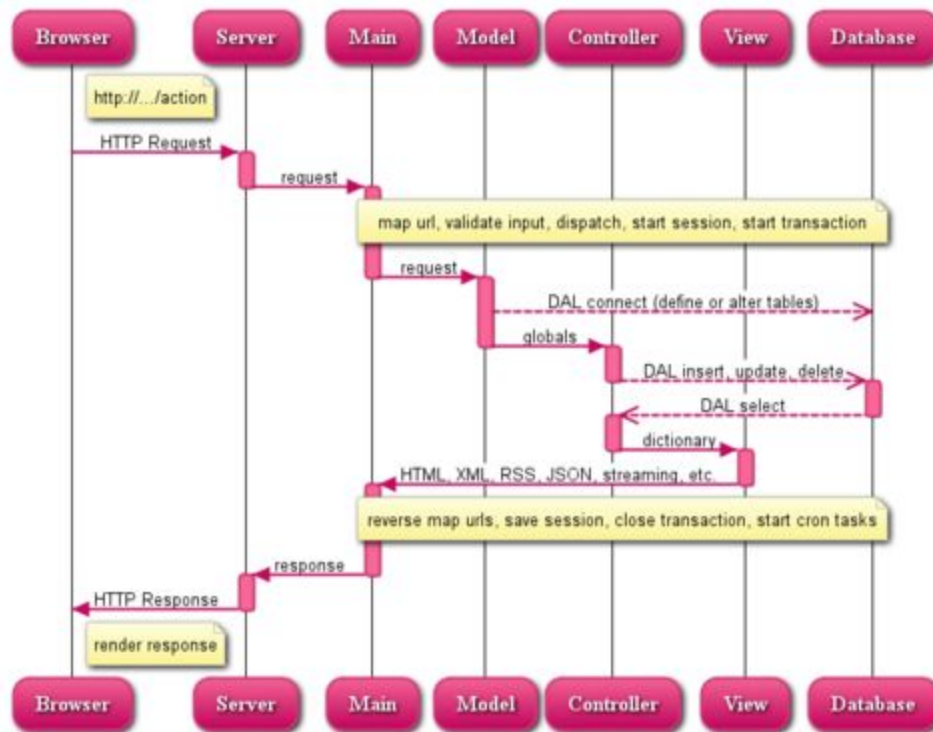 Browser Server Main Model Controller View Database
http://.../action
HTTP Request
request
map url, validate input, dispatch, start session, start transaction
request
DAL connect (define or alter tables)
globals
DAL insert, update, delete
DAL select
dictionary
HTML, XML, RSS, JSON, streaming, etc.
reverse map urls, save session, close transaction, start cron tasks
response
HTTP Response
render response
Browser Server Main Model Controller View Database